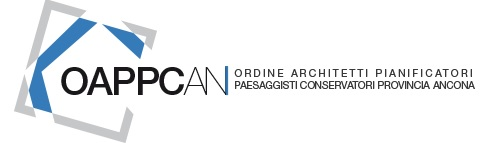 OAPPCAN
ORDINE ARCHITETTI PIANIFICATORI
PAESAGGISTI CONSERVATORI PROVINCIA ANCONA